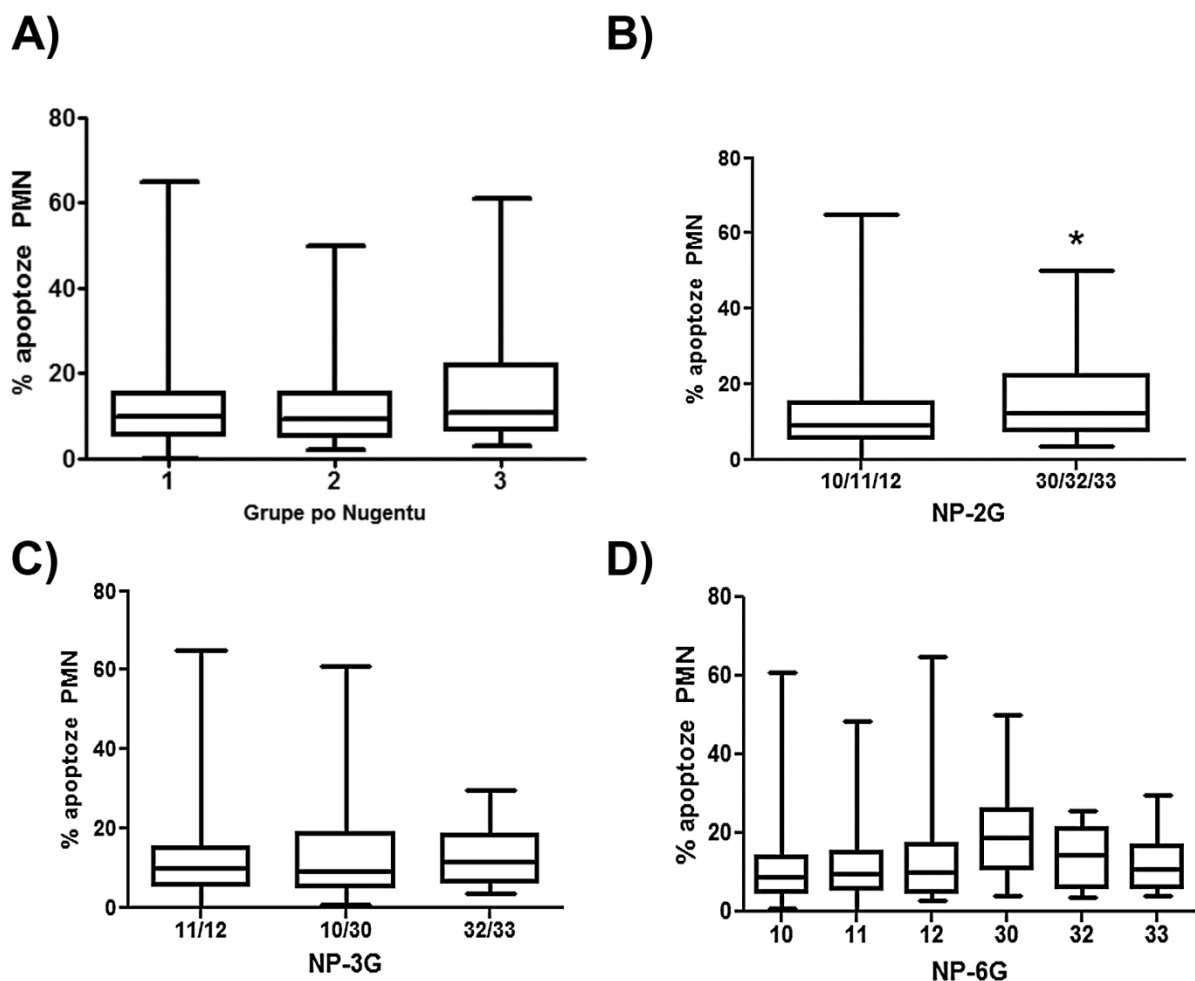 A)
80
60
40
20
0
% apoptoze PMN
1 2 3
Grupe po Nugentu
B)
80
60
40
20
0
% apoptoze PMN
*
10/11/12 30/32/33
NP-2G
C)
80
60
40
20
0
% apoptoze PMN
11/12 10/30 32/33
NP-3G
D)
80
60
40
20
0
% apoptoze PMN
10 11 12 30 32 33
NP-6G